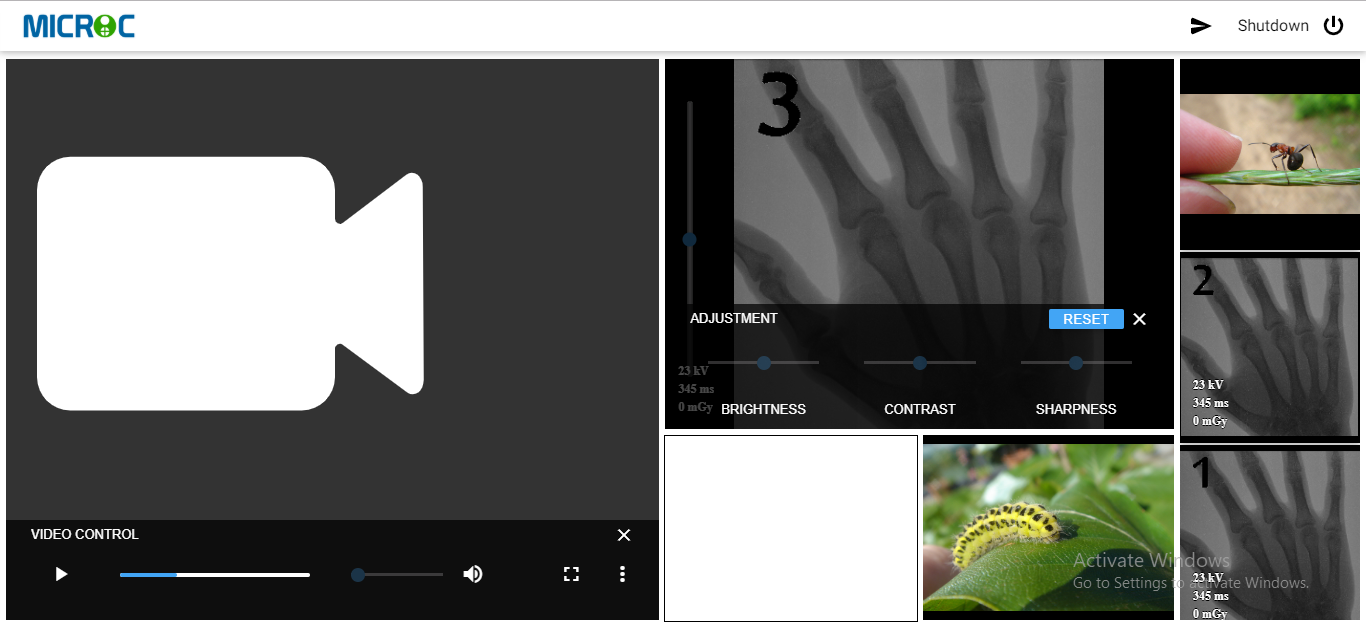 MICROC
Shutdown
3
ADJUSTMENT
RESET
23 kV
345 ms
0 mGy
BRIGHTNESS
CONTRAST
SHARPNESS
VIDEO CONTROL
2
23 kV
345 ms
0 mGy
1
23 kV
345 ms
0 mGy
Activate Windows
Go to Settings to activate Windows.